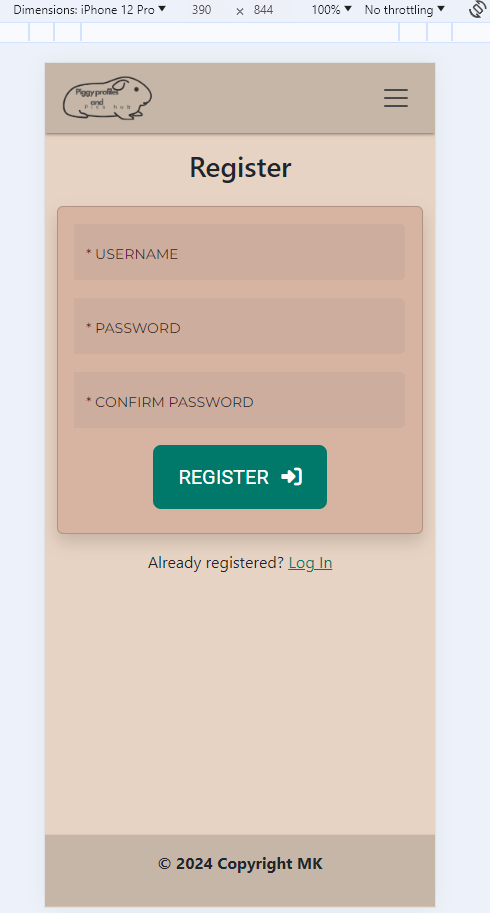 Dimensions: iPhone 12 Pro 390 × 844 100% No throttling
Piggy profiles
and
Pics hub
Register
* USERNAME
* PASSWORD
* CONFIRM PASSWORD
REGISTER
Already registered? Log In
© 2024 Copyright MK